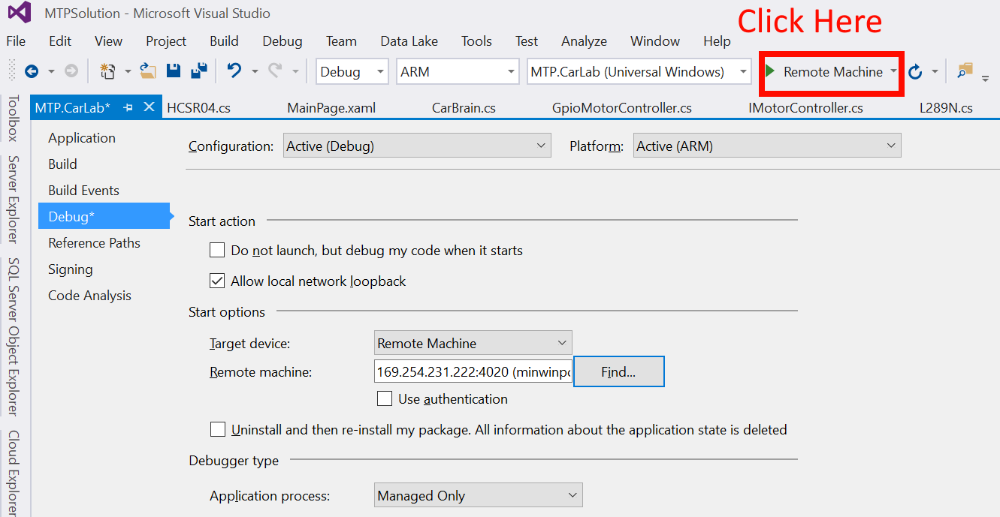 MTPSolution - Microsoft Visual Studio
Click Here
File Edit View Project Build Debug Team Data Lake Tools Test Analyze Window Help
Debug ARM MTP.CarLab (Universal Windows) Remote Machine
MTP.CarLab* HCSR04.cs MainPage.xaml CarBrain.cs GpioMotorController.cs IMotorController.cs L289N.cs
Toolbox
Server Explorer
SQL Server Object Explorer
Cloud Explorer
Application
Build
Build Events
Debug*
Reference Paths
Signing
Code Analysis
Configuration: Active (Debug) Platform: Active (ARM)
Start action
Do not launch, but debug my code when it starts
Allow local network loopback
Start options
Target device: Remote Machine
Remote machine: 169.254.231.222:4020 (minwinpc Find...
Use authentication
Uninstall and then re-install my package. All information about the application state is deleted
Debugger type
Application process: Managed Only